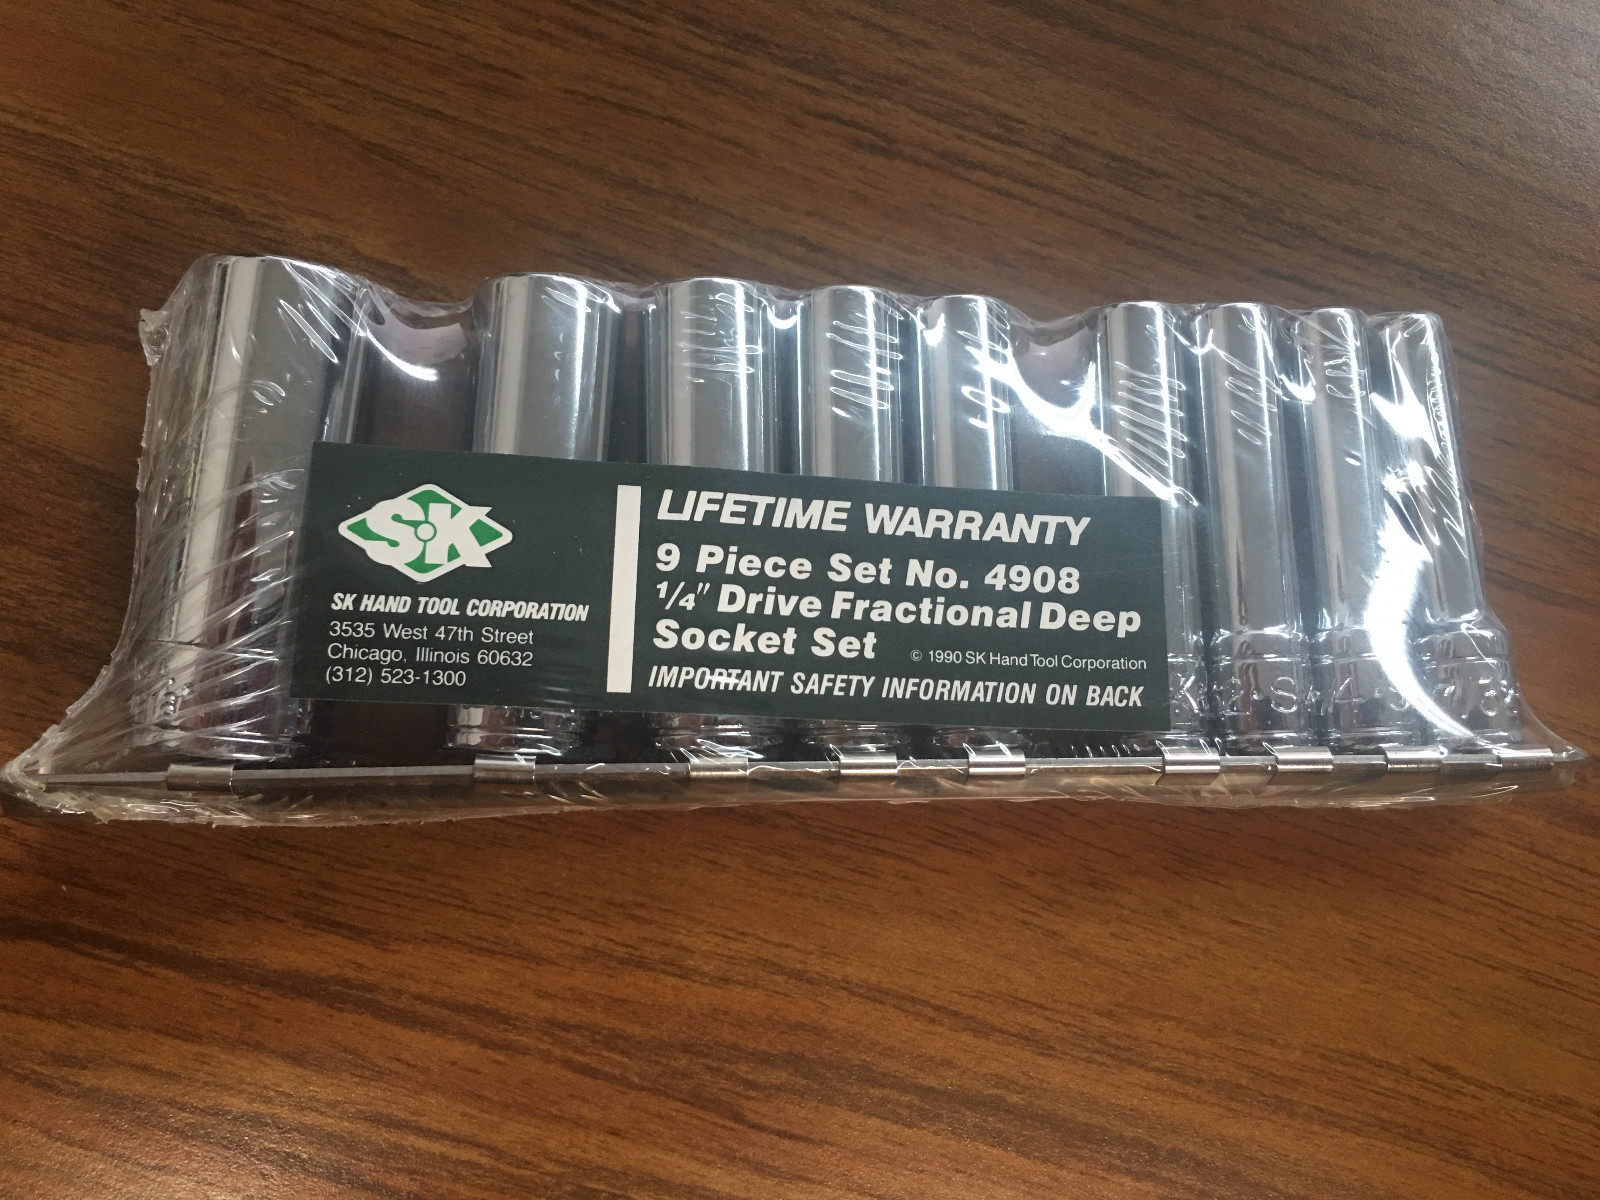 SK
SK HAND TOOL CORPORATION
3535 West 47th Street
Chicago, Illinois 60632
(312) 523-1300
LIFETIME WARRANTY
9 Piece Set No. 4908
1/4" Drive Fractional Deep
Socket Set
© 1990 SK Hand Tool Corporation
IMPORTANT SAFETY INFORMATION ON BACK